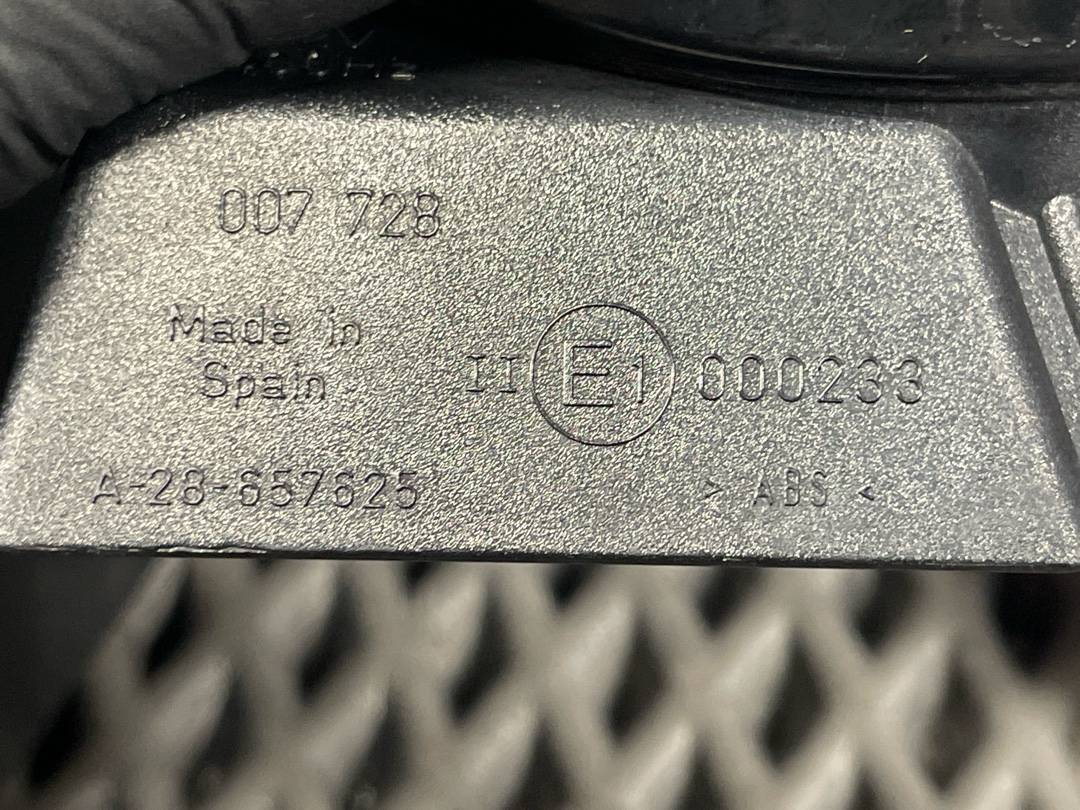 007 728
Made in
Spain
II E1 000233
A-28-657625
> ABS <